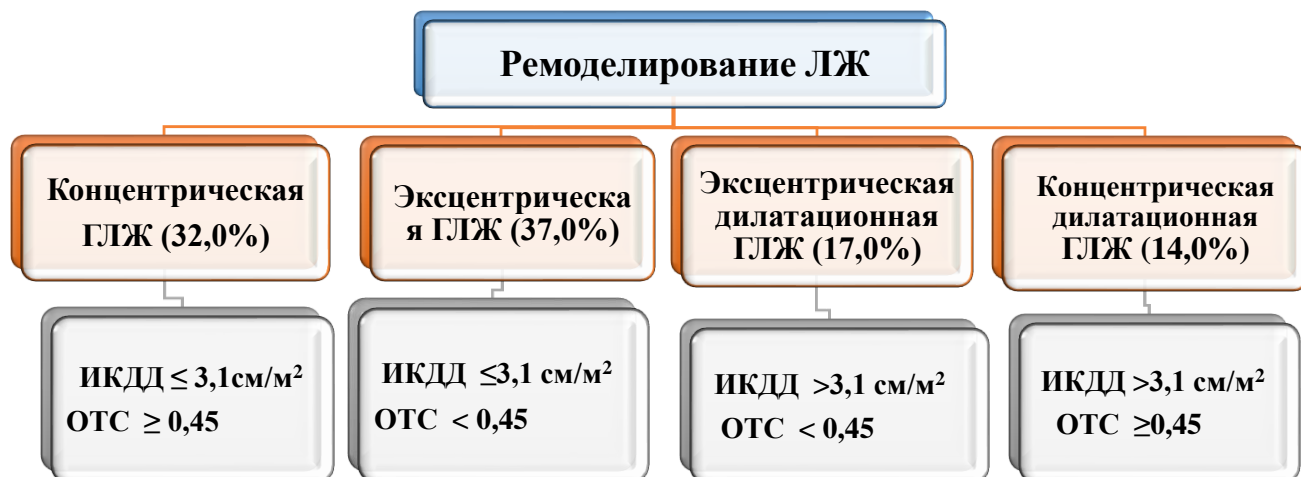 Ремоделирование ЛЖ
Концентрическая
ГЛЖ (32,0%)
Эксцентрическа
я ГЛЖ (37,0%)
Эксцентрическая
дилатационная
ГЛЖ (17,0%)
Концентрическая
дилатационная
ГЛЖ (14,0%)
ИКДД ≤ 3,1см/м²
ОТС ≥ 0,45
ИКДД ≤3,1 см/м²
ОТС < 0,45
ИКДД >3,1 см/м²
ОТС < 0,45
ИКДД >3,1 см/м²
ОТС ≥0,45